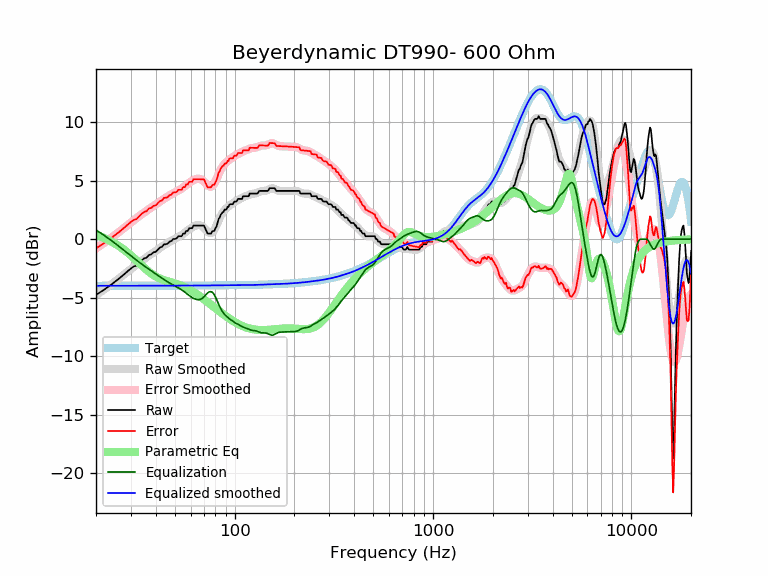 Beyerdynamic DT990- 600 Ohm
Amplitude (dBr)
10
5
0
−5
−10
−15
−20
Target
Raw Smoothed
Error Smoothed
Raw
Error
Parametric Eq
Equalization
Equalized smoothed
100
1000
10000
Frequency (Hz)